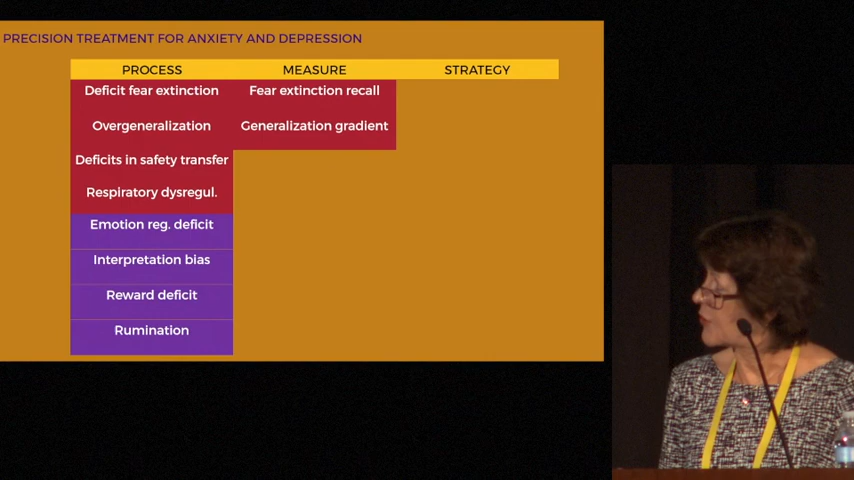 PRECISION TREATMENT FOR ANXIETY AND DEPRESSION
PROCESS MEASURE STRATEGY
Deficit fear extinction Fear extinction recall
Overgeneralization Generalization gradient
Deficits in safety transfer
Respiratory dysregul.
Emotion reg. deficit
Interpretation bias
Reward deficit
Rumination